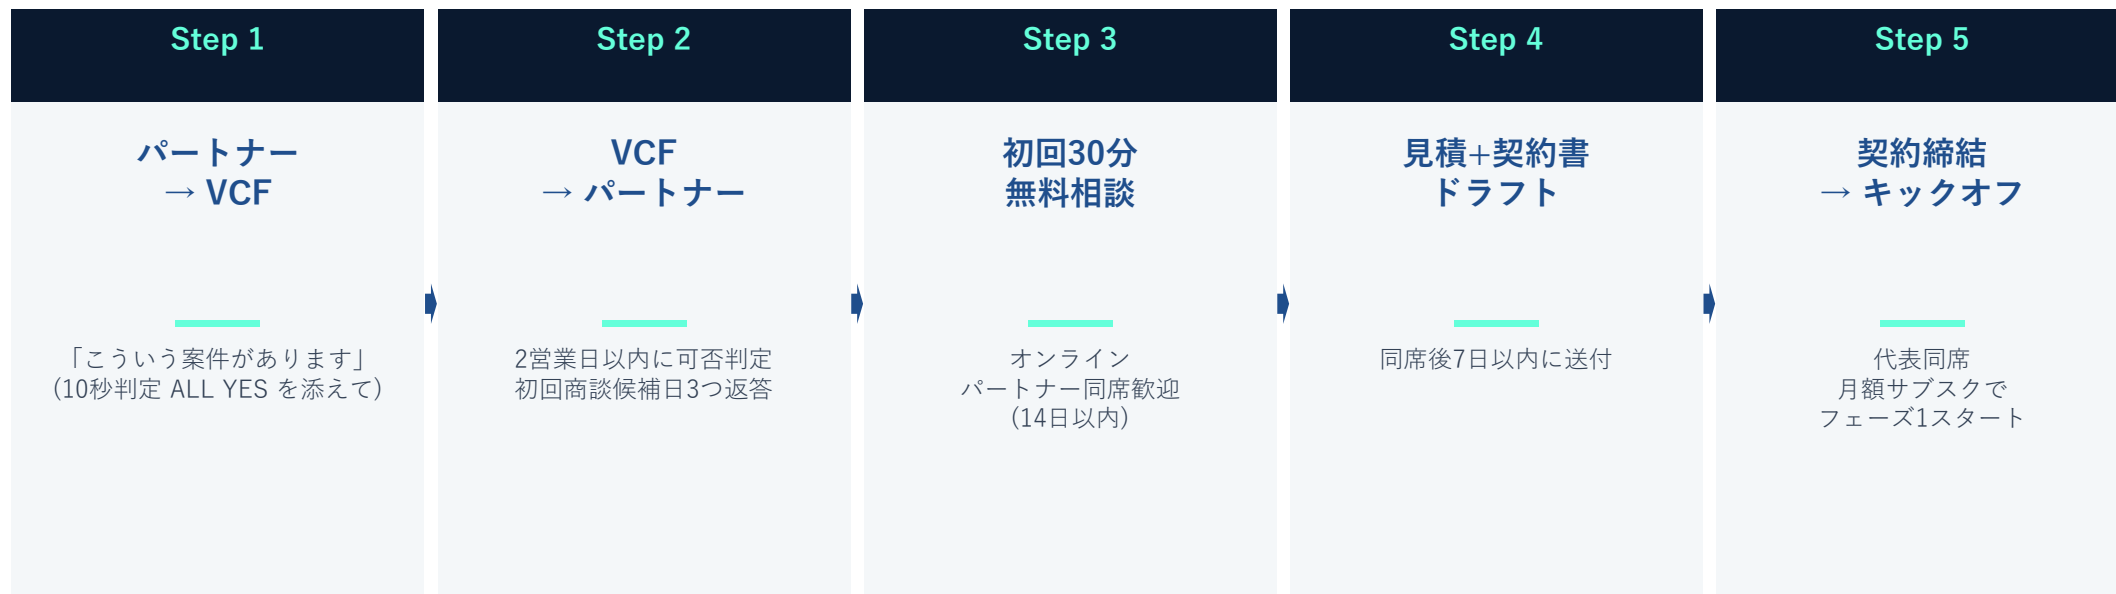 Step 1
パートナー
→ VCF
「こういう案件があります」
(10秒判定 ALL YES を添えて)
Step 2
VCF
→ パートナー
2営業日以内に可否判定
初回商談候補日3つ返答
Step 3
初回30分
無料相談
オンライン
パートナー同席歓迎
(14日以内)
Step 4
見積+契約書
ドラフト
同席後7日以内に送付
Step 5
契約締結
→ キックオフ
代表同席
月額サブスクで
フェーズ1スタート